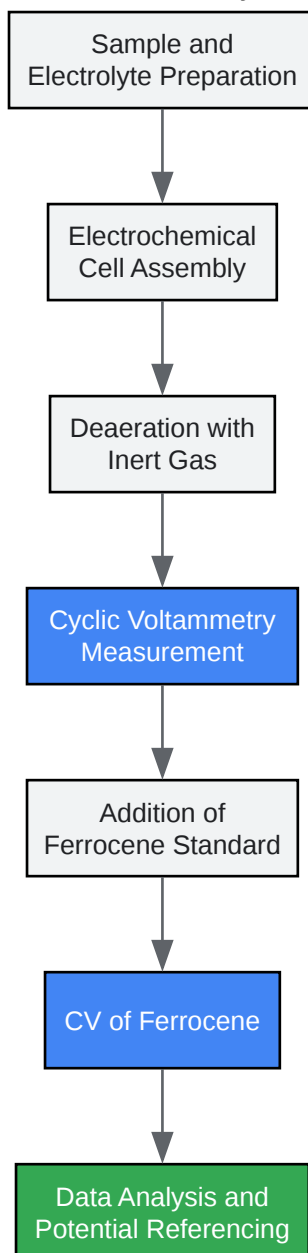 Sample and
Electrolyte Preparation
Electrochemical
Cell Assembly
Deaeration with
Inert Gas
Cyclic Voltammetry
Measurement
Addition of
Ferrocene Standard
CV of Ferrocene
Data Analysis and
Potential Referencing